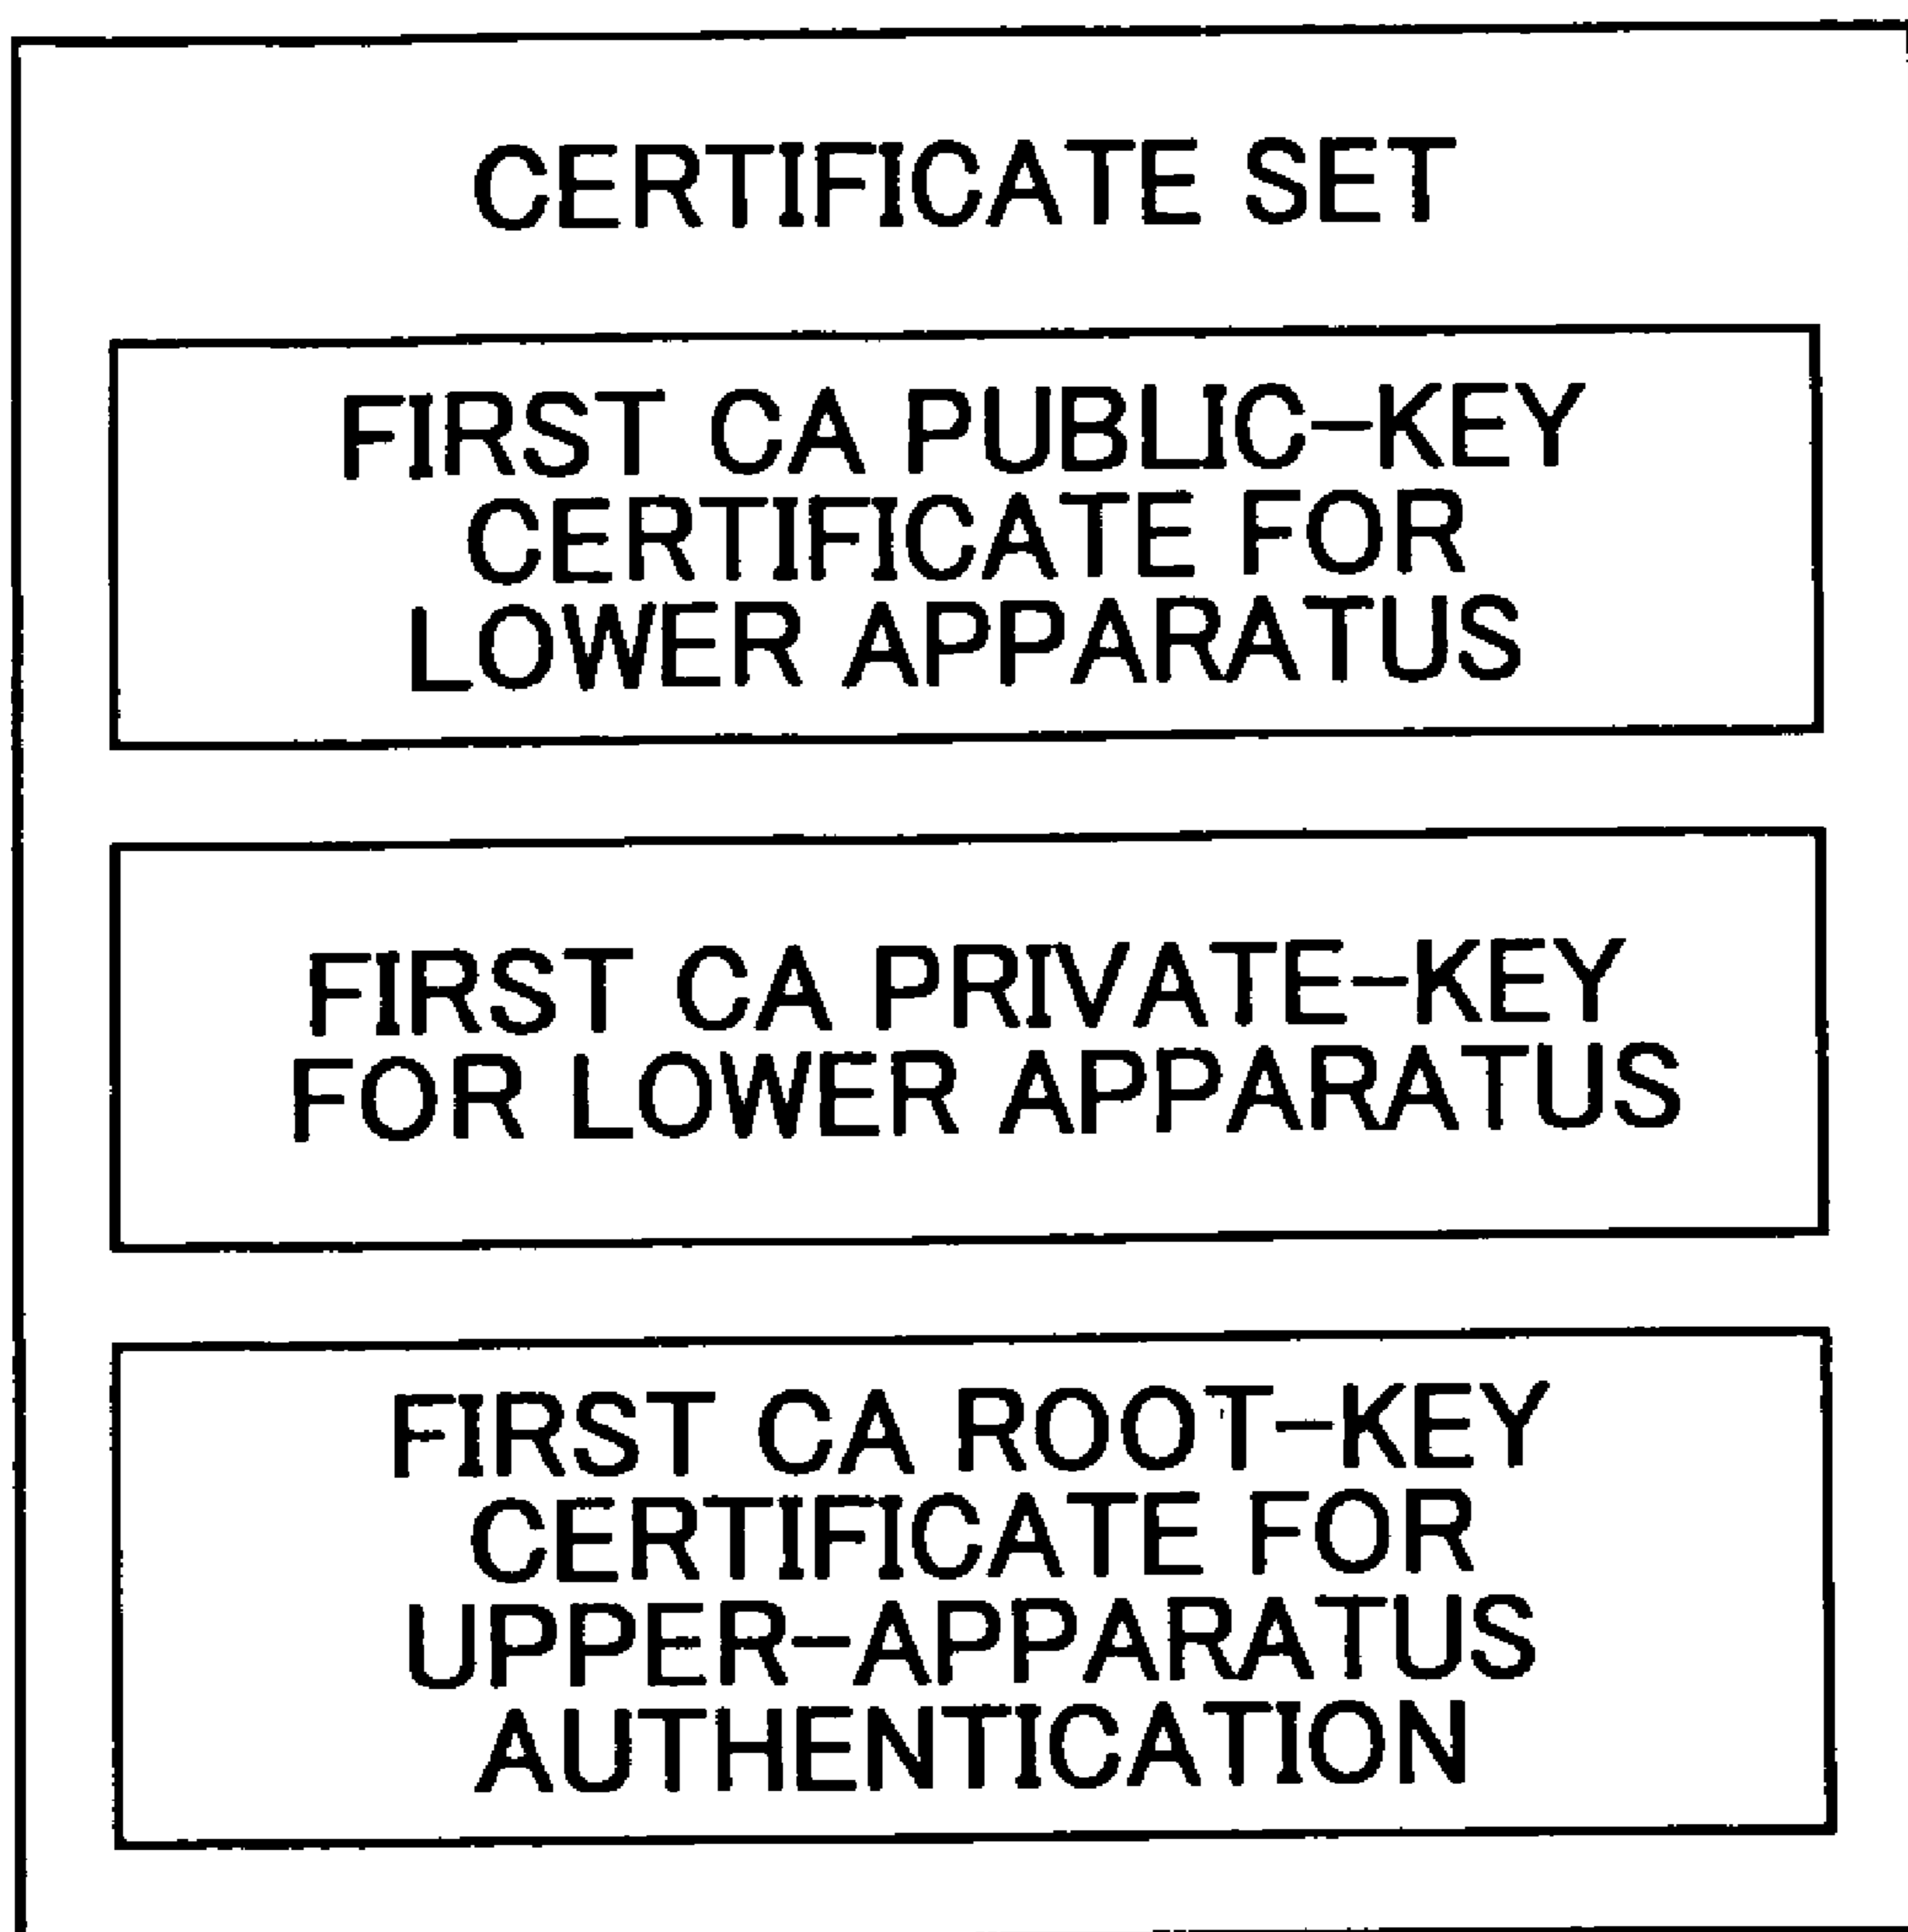 CERTIFICATE SET
FIRST CA PUBLIC-KEY
CERTIFICATE FOR
LOWER APPARATUS
FIRST CA PRIVATE-KEY
FOR LOWER APPARATUS
FIRST CA ROOT-KEY
CERTIFICATE FOR
UPPER-APPARATUS
AUTHENTICATION